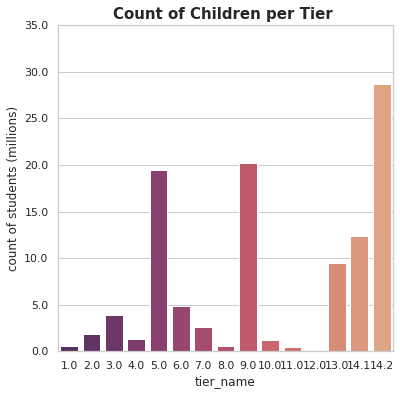 Count of Children per Tier
35.0
30.0
25.0
20.0
15.0
10.0
5.0
0.0
count of students (millions)
1.0 2.0 3.0 4.0 5.0 6.0 7.0 8.0 9.0 10.0 11.0 12.0 13.0 14.1 14.2
tier_name